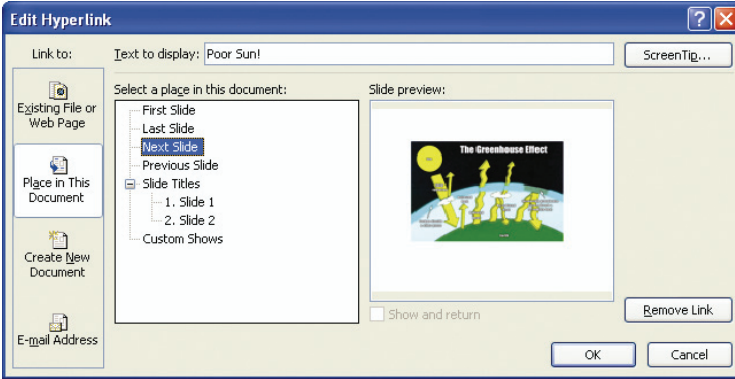 Edit Hyperlink
Link to:
Text to display: Poor Sun!
ScreenTip...
Existing File or
Web Page
Place in This
Document
Create New
Document
E-mail Address
Select a place in this document:
First Slide
Last Slide
Next Slide
Previous Slide
Slide Titles
1. Slide 1
2. Slide 2
Custom Shows
Slide preview:
The Greenhouse Effect
Show and return
Remove Link
OK
Cancel